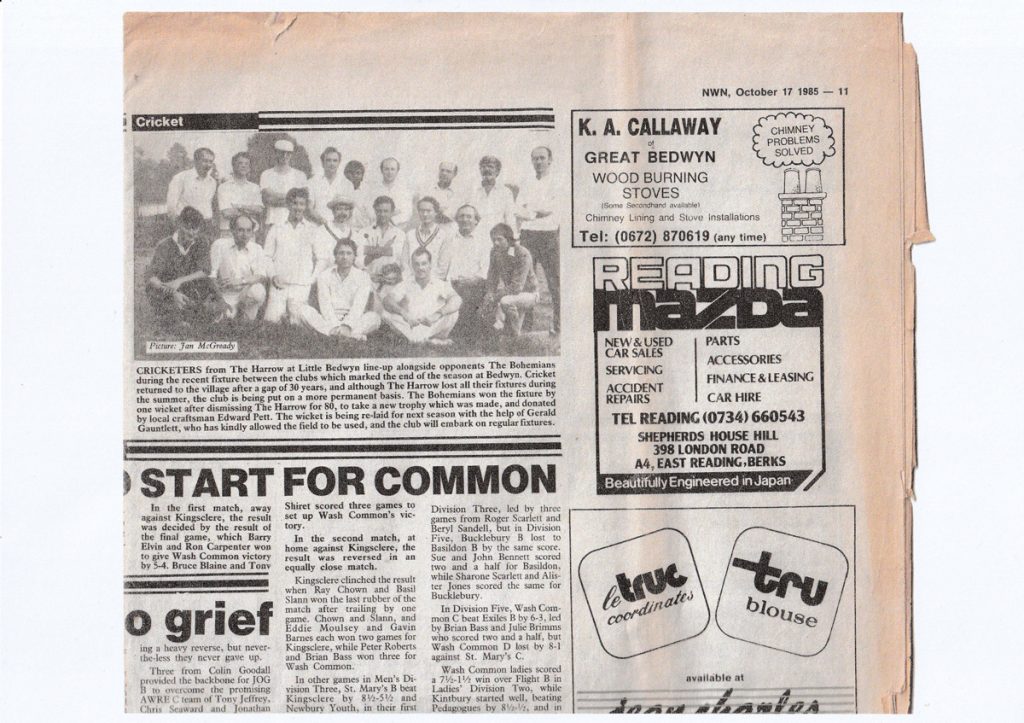 NWN, October 17 1985 — 11
Cricket
Picture: Jan McGready
CRICKETERS from The Harrow at Little Bedwyn line-up alongside opponents The Bohemians
during the recent fixture between the clubs which marked the end of the season at Bedwyn. Cricket
returned to the village after a gap of 30 years, and although The Harrow lost all their fixtures during
the summer, the club is being put on a more permanent basis. The Bohemians won the fixture by
one wicket after dismissing The Harrow for 80, to take a new trophy which was made, and donated
by local craftsman Edward Pett. The wicket is being re-laid for next season with the help of Gerald
Gauntlett, who has kindly allowed the field to be used, and the club will embark on regular fixtures.
START FOR COMMON
In the first match, away
against Kingsclere, the result
was decided by the result of
the final game, which Barry
Elvin and Ron Carpenter won
to give Wash Common victory
by 5-4. Bruce Blaine and Tony
o grief
ing a heavy reverse, but never-
the-less they never gave up.
Three from Colin Goodall
provided the backbone for JOG
B to overcome the promising
AWRE C team of Tony Jeffrey,
Chris Seaward and Jonathan
Shiret scored three games to
set up Wash Common's vic-
tory.
In the second match, at
home against Kingsclere, the
result was reversed in an
equally close match.
Kingsclere clinched the result
when Ray Chown and Basil
Slann won the last rubber of the
match after trailing by one
game. Chown and Slann, and
Eddie Moulsey and Gavin
Barnes each won two games for
Kingsclere, while Peter Roberts
and Brian Bass won three for
Wash Common.
In other games in Men's Di-
vision Three, St. Mary's B beat
Kingsclere by 8½-5½ and
Newbury Youth, in their first
Division Three, led by three
games from Roger Scarlett and
Beryl Sandell, but in Division
Five, Bucklebury B lost to
Basildon B by the same score.
Sue and John Bennett scored
two and a half for Basildon,
while Sharone Scarlett and Alis-
ter Jones scored the same for
Bucklebury.
In Division Five, Wash Com-
mon C beat Exiles B by 6-3, led
by Brian Bass and Julie Brimms
who scored two and a half, but
Wash Common D lost by 8-1
against St. Mary's C.
Wash Common ladies scored
a 7½-1½ win over Flight B in
Ladies' Division Two, while
Kintbury started well, beating
Pedagogues by 8½-½, and in
K. A. CALLAWAY
of
GREAT BEDWYN
WOOD BURNING
STOVES
(Some Secondhand available)
Chimney Lining and Stove Installations
Tel: (0672) 870619 (any time)
CHIMNEY
PROBLEMS
SOLVED
READING
mazda
NEW & USED
CAR SALES
SERVICING
ACCIDENT
REPAIRS
PARTS
ACCESSORIES
FINANCE & LEASING
CAR HIRE
TEL READING (0734) 660543
SHEPHERDS HOUSE HILL
398 LONDON ROAD
A4, EAST READING, BERKS
Beautifully Engineered in Japan
le truc
coordinates
tru
blouse
available at
jean charles